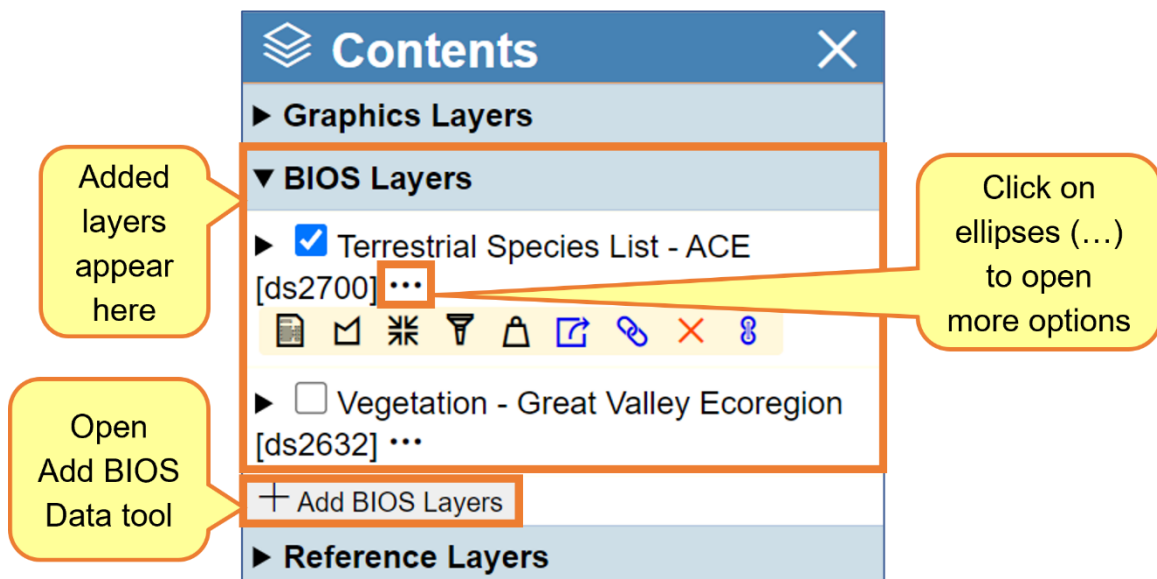 Contents
Graphics Layers
Added
layers
appear
here
BIOS Layers
Terrestrial Species List - ACE
[ds2700] ...
Click on
ellipses (…)
to open
more options
Vegetation - Great Valley Ecoregion
[ds2632] ...
Open
Add BIOS
Data tool
+ Add BIOS Layers
Reference Layers